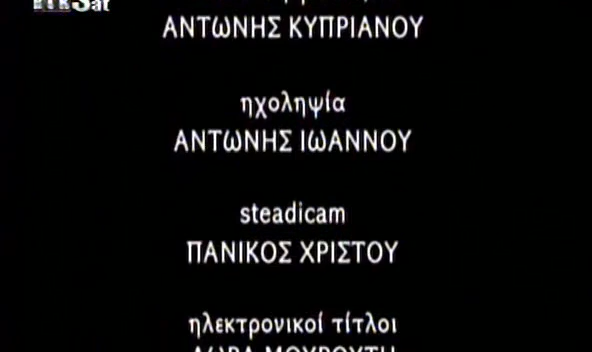 ΑΝΤΩΝΗΣ ΚΥΠΡΙΑΝΟΥ
ηχοληψία
ΑΝΤΩΝΗΣ ΙΩΑΝΝΟΥ
steadicam
ΠΑΝΙΚΟΣ ΧΡΙΣΤΟΥ
ηλεκτρονικοί τίτλοι